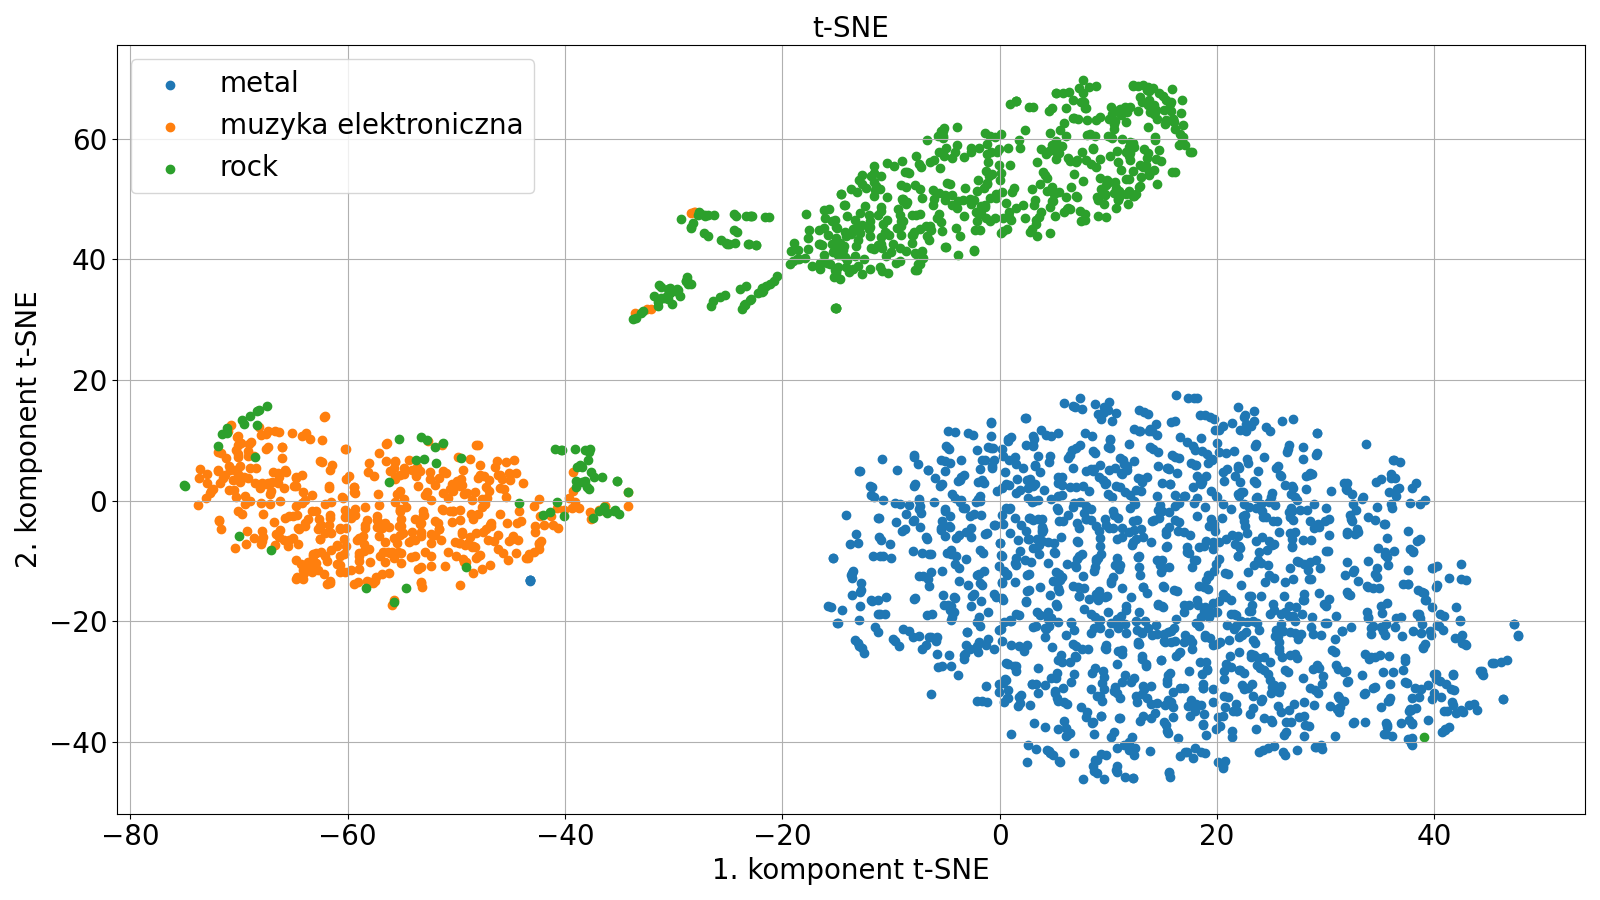 t-SNE
metal
muzyka elektroniczna
rock
2. komponent t-SNE
60
40
20
0
−20
−40
−80
−60
−40
−20
0
20
40
1. komponent t-SNE